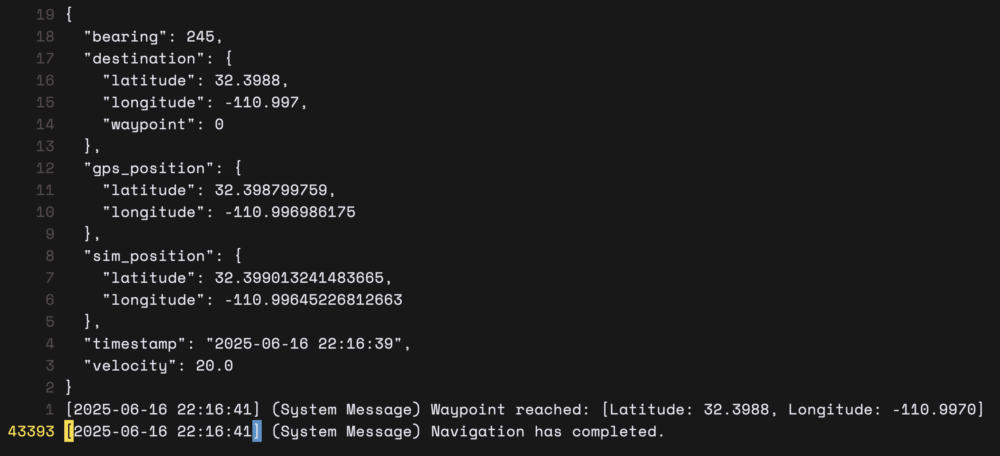 19 {
18   "bearing": 245,
17   "destination": {
16     "latitude": 32.3988,
15     "longitude": -110.997,
14     "waypoint": 0
13   },
12   "gps_position": {
11     "latitude": 32.398799759,
10     "longitude": -110.996986175
9   },
8   "sim_position": {
7     "latitude": 32.399013241483665,
6     "longitude": -110.99645226812663
5   },
4   "timestamp": "2025-06-16 22:16:39",
3   "velocity": 20.0
2 }
1 [2025-06-16 22:16:41] (System Message) Waypoint reached: [Latitude: 32.3988, Longitude: -110.9970]
43393 [2025-06-16 22:16:41] (System Message) Navigation has completed.